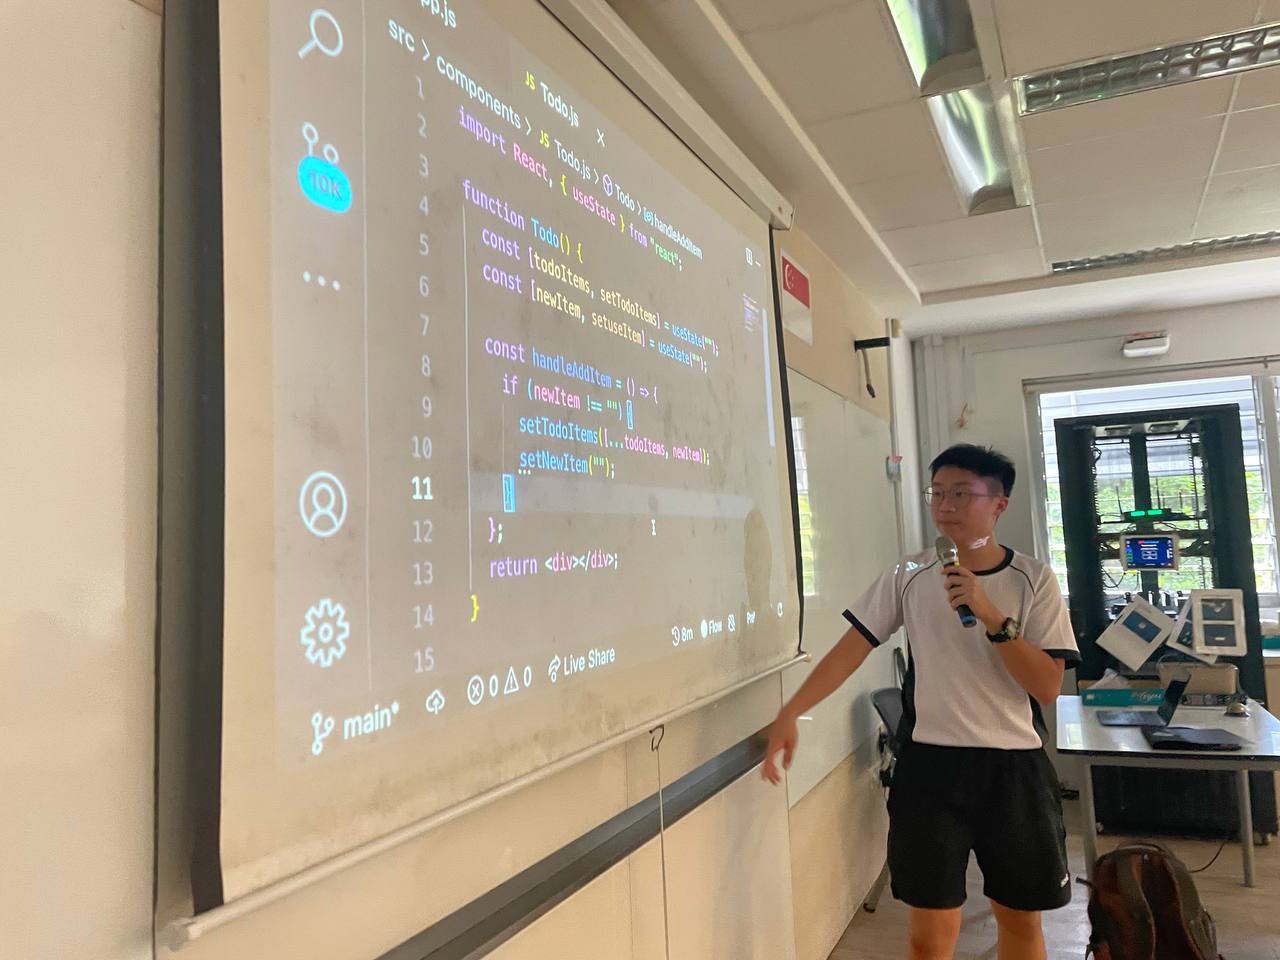 pp.js
JS Todo.js X
src > components > JS Todo.js > Todo > handleAddItem
1 import React, { useState } from "react";
2
3 function Todo() {
4 const [todoItems, setTodoItems] = useState("");
5 const [newItem, setuseItem] = useState("");
6
7 const handleAddItem = () => {
8 if (newItem !== "") {
9 setTodoItems([...todoItems, newItem]);
10 setNewItem("");
11 }
12 };
13 return <div></div>;
14 }
15
10K
main* 0 0 Live Share 8m Flow